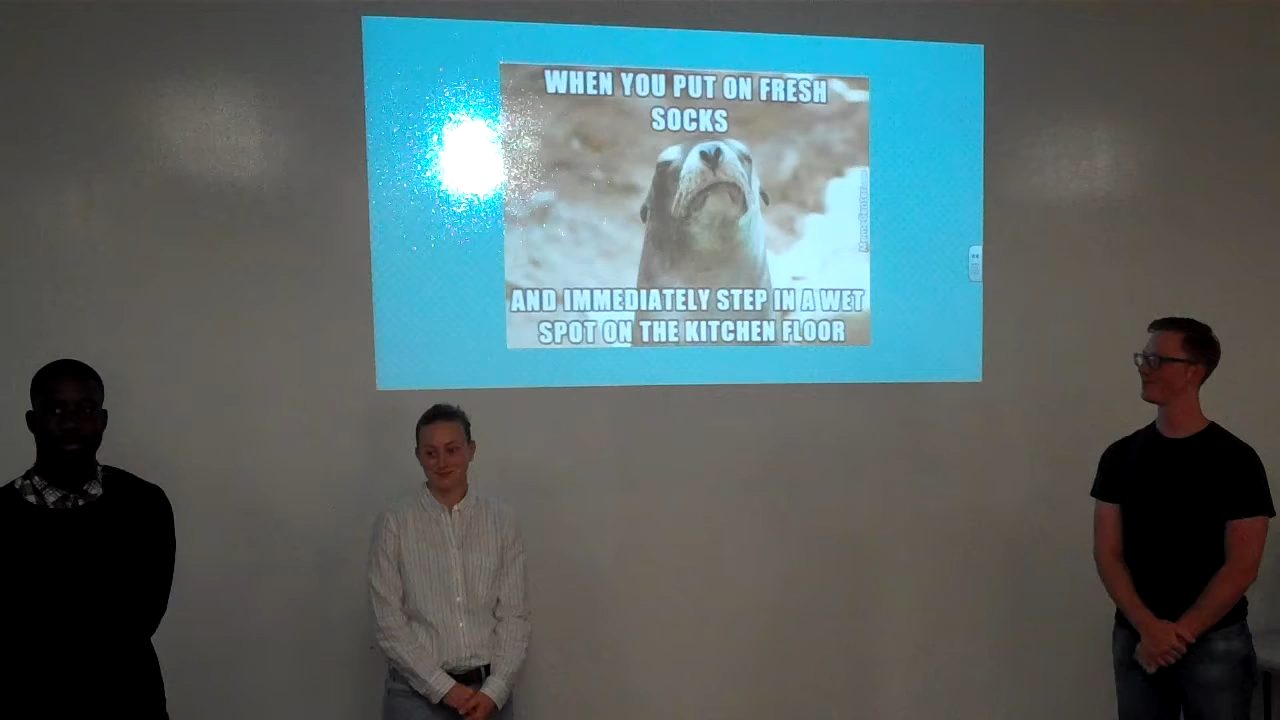 WHEN YOU PUT ON FRESH
SOCKS
AND IMMEDIATELY STEP IN A WET
SPOT ON THE KITCHEN FLOOR